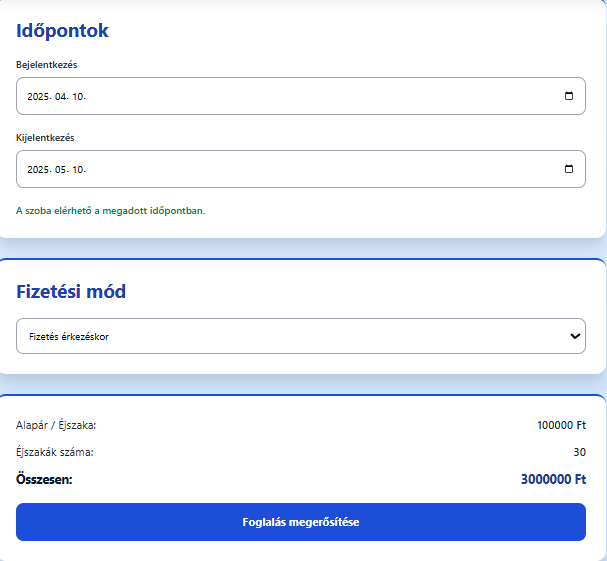 Időpontok
Bejelentkezés
2025. 04. 10.
Kijelentkezés
2025. 05. 10.
A szoba elérhető a megadott időpontban.
Fizetési mód
Fizetés érkezéskor
Alapár / Éjszaka: 100000 Ft
Éjszakák száma: 30
Összesen: 3000000 Ft
Foglalás megerősítése